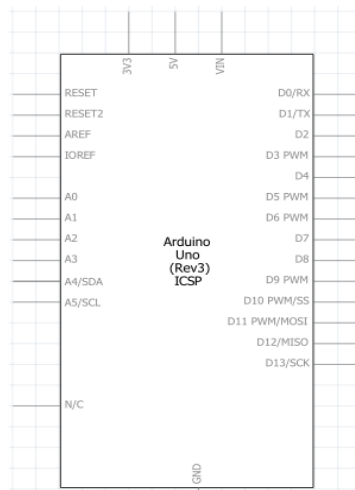 3V3
5V
VIN
RESET
RESET2
AREF
IOREF
A0
A1
A2
A3
A4/SDA
A5/SCL
N/C
Arduino
Uno
(Rev3)
ICSP
D0/RX
D1/TX
D2
D3 PWM
D4
D5 PWM
D6 PWM
D7
D8
D9 PWM
D10 PWM/SS
D11 PWM/MOSI
D12/MISO
D13/SCK
GND